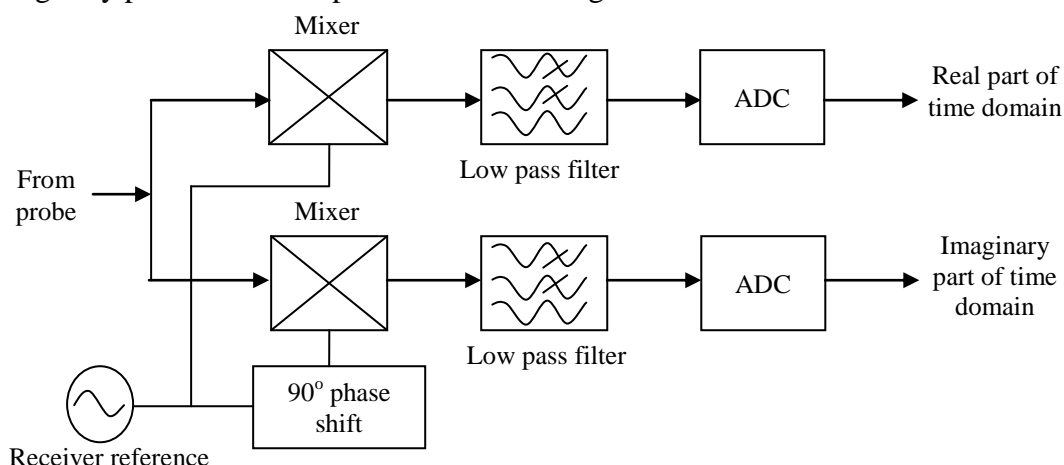 Mixer
Real part of
time domain
ADC
Low pass filter
From
probe
Mixer
Imaginary
part of time
domain
ADC
Low pass filter
90° phase
shift
Receiver reference